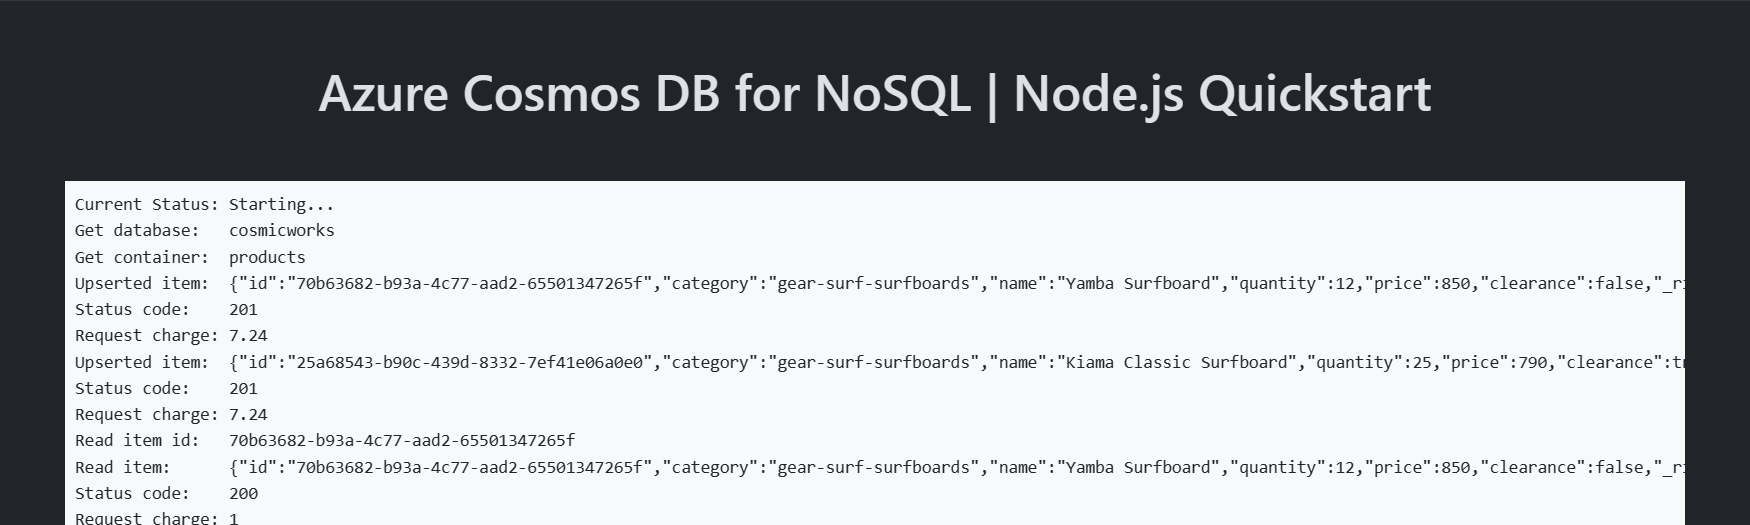 Azure Cosmos DB for NoSQL | Node.js Quickstart
Current Status: Starting...
Get database:   cosmicworks
Get container:  products
Upserted item:  {"id":"70b63682-b93a-4c77-aad2-65501347265f","category":"gear-surf-surfboards","name":"Yamba Surfboard","quantity":12,"price":850,"clearance":false,"_r
Status code:    201
Request charge: 7.24
Upserted item:  {"id":"25a68543-b90c-439d-8332-7ef41e06a0e0","category":"gear-surf-surfboards","name":"Kiama Classic Surfboard","quantity":25,"price":790,"clearance":t
Status code:    201
Request charge: 7.24
Read item id:   70b63682-b93a-4c77-aad2-65501347265f
Read item:      {"id":"70b63682-b93a-4c77-aad2-65501347265f","category":"gear-surf-surfboards","name":"Yamba Surfboard","quantity":12,"price":850,"clearance":false,"_r
Status code:    200
Request charge: 1